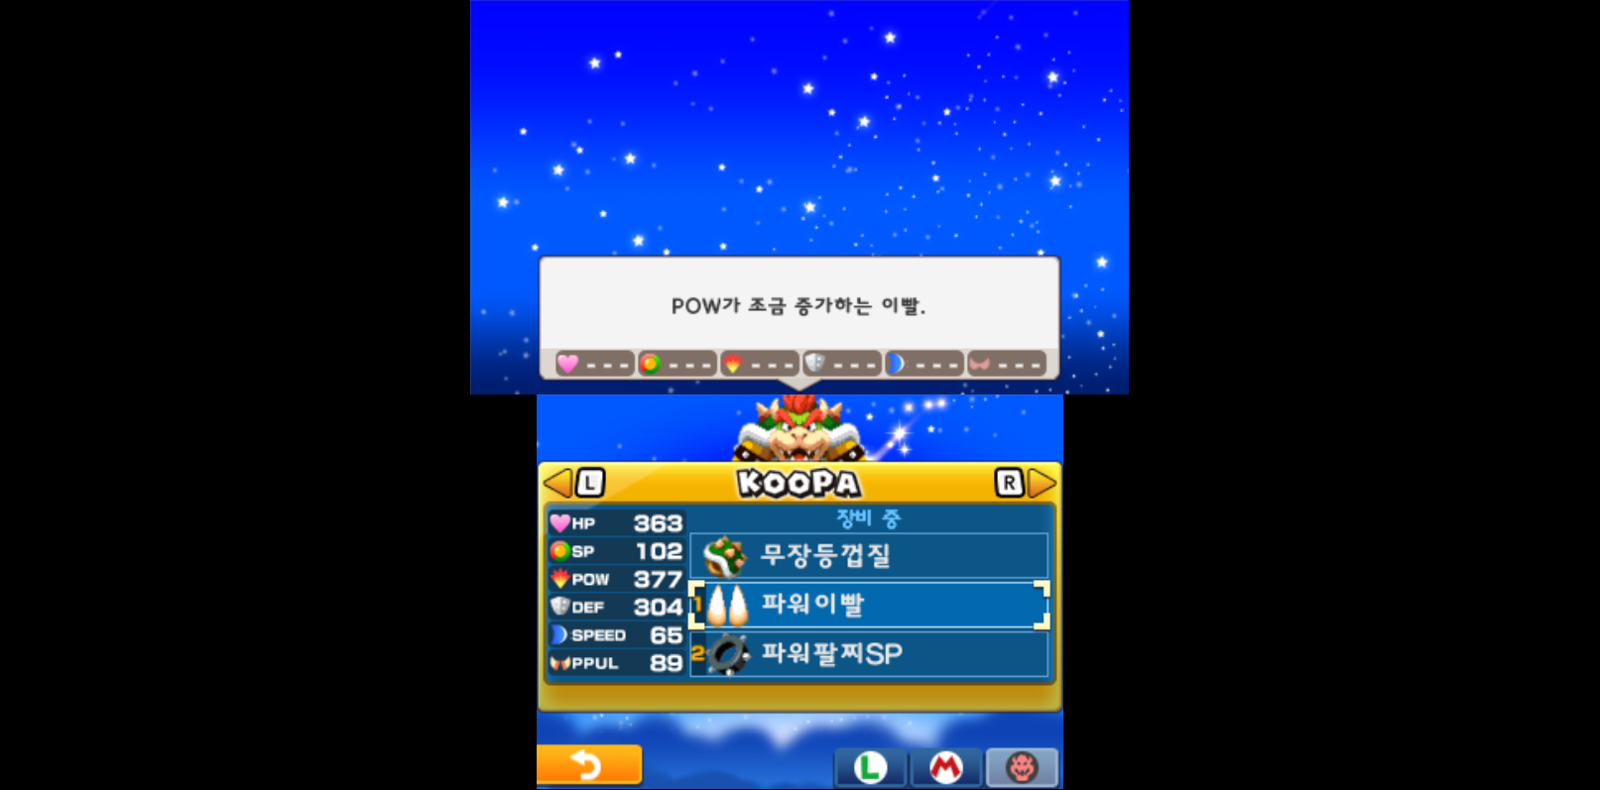 POW가 조금 증가하는 이빨.
--- --- --- --- --- ---
L KOOPA R
HP 363
SP 102
POW 377
DEF 304
SPEED 65
PPUL 89
장비 중
무장등껍질
1 파워이빨
2 파워팔찌SP
L M